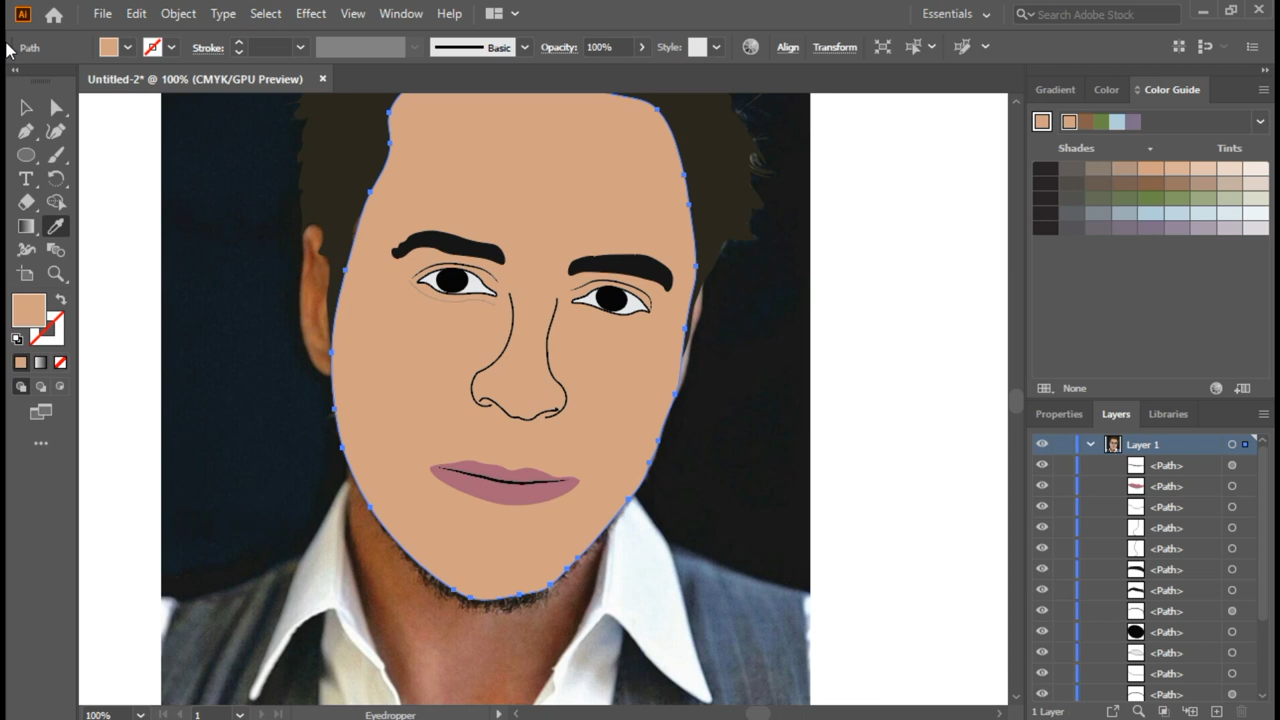 Ai File Edit Object Type Select Effect View Window Help Essentials Search Adobe Stock
Path Stroke: Basic Opacity: 100% Style: Align Transform
Untitled-2* @ 100% (CMYK/GPU Preview) ×
Gradient Color Color Guide
Shades Tints
None
Properties Layers Libraries
Layer 1
<Path>
<Path>
<Path>
<Path>
<Path>
<Path>
<Path>
<Path>
<Path>
<Path>
<Path>
<Path>
100% 1 Eyedropper 1 Layer